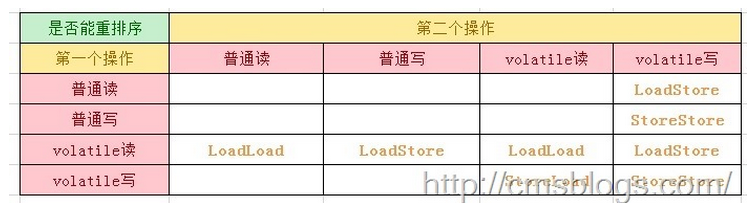 是否能重排序 第二个操作
第一个操作 普通读 普通写 volatile读 volatile写
普通读 LoadStore
普通写 StoreStore
volatile读 LoadLoad LoadStore LoadLoad LoadStore
volatile写 StoreLoad StoreStore
http://cmsblogs.com/